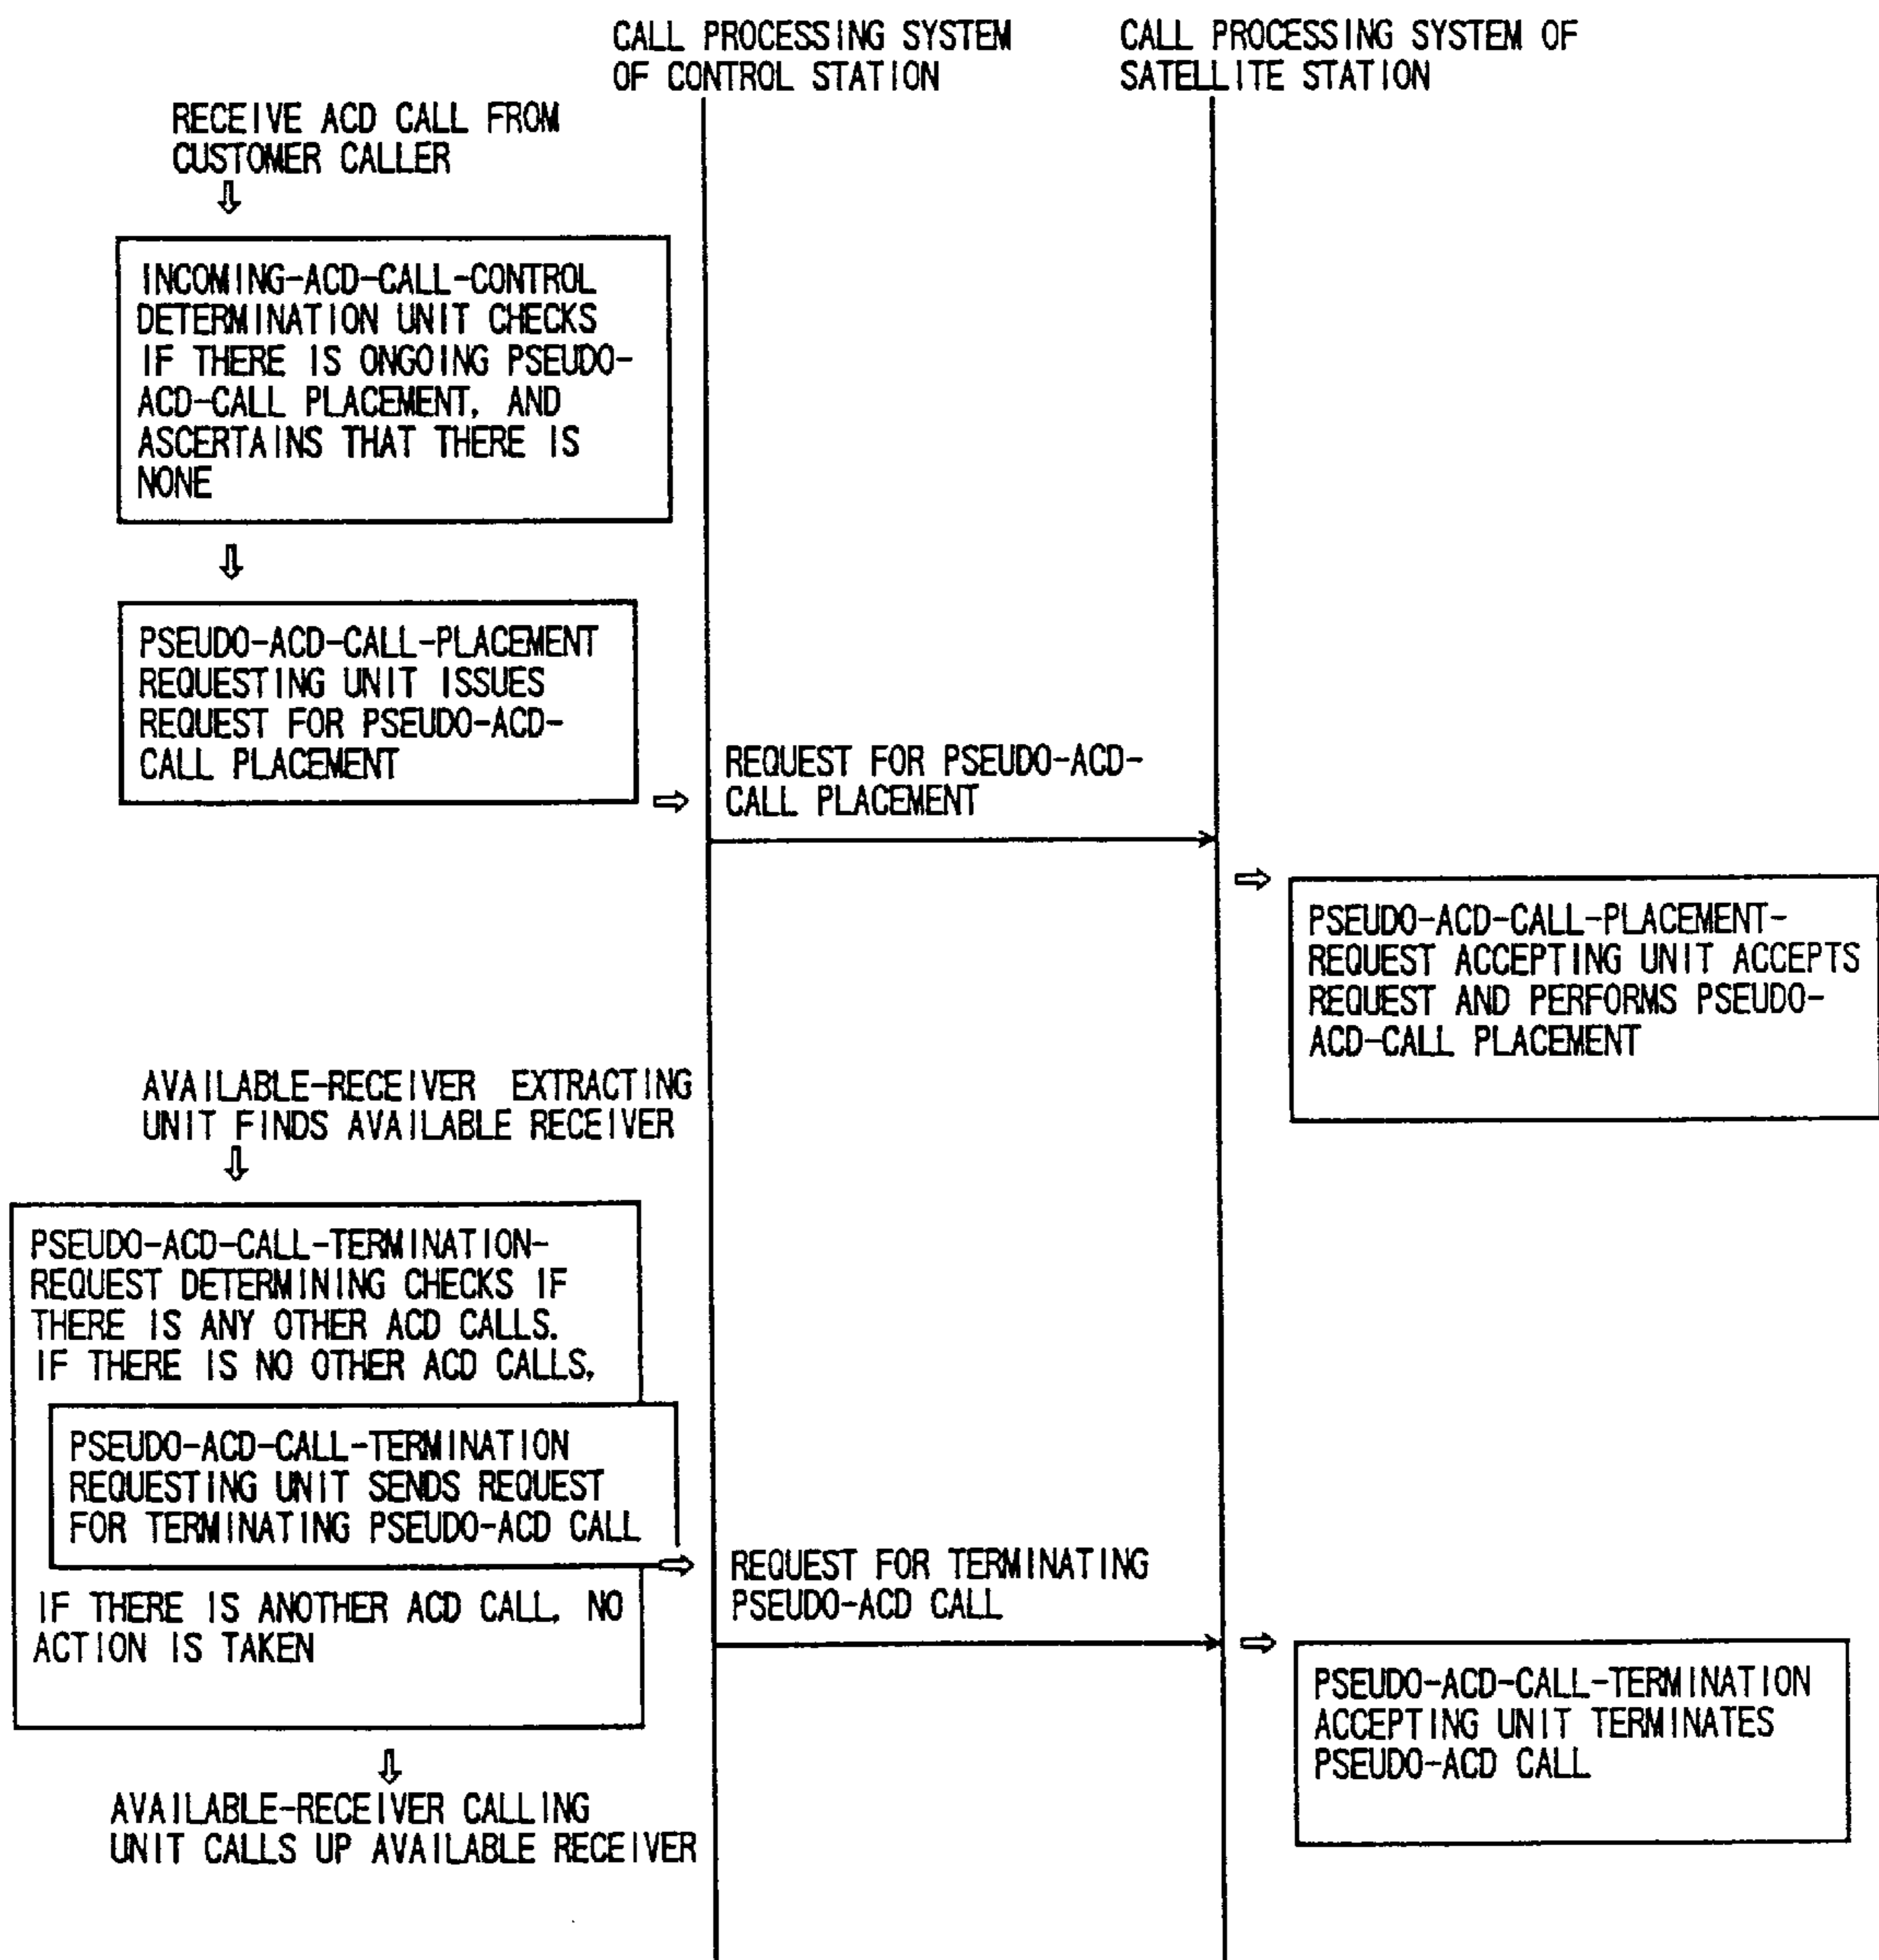 CALL PROCESSING SYSTEM
OF CONTROL STATION
CALL PROCESSING SYSTEM OF
SATELLITE STATION
RECEIVE ACD CALL FROM
CUSTOMER CALLER
INCOMING-ACD-CALL-CONTROL
DETERMINATION UNIT CHECKS
IF THERE IS ONGOING PSEUDO-
ACD-CALL PLACEMENT, AND
ASCERTAINS THAT THERE IS
NONE
PSEUDO-ACD-CALL-PLACEMENT
REQUESTING UNIT ISSUES
REQUEST FOR PSEUDO-ACD-
CALL PLACEMENT
REQUEST FOR PSEUDO-ACD-
CALL PLACEMENT
PSEUDO-ACD-CALL-PLACEMENT-
REQUEST ACCEPTING UNIT ACCEPTS
REQUEST AND PERFORMS PSEUDO-
ACD-CALL PLACEMENT
AVAILABLE-RECEIVER EXTRACTING
UNIT FINDS AVAILABLE RECEIVER
PSEUDO-ACD-CALL-TERMINATION-
REQUEST DETERMINING CHECKS IF
THERE IS ANY OTHER ACD CALLS.
IF THERE IS NO OTHER ACD CALLS,
PSEUDO-ACD-CALL-TERMINATION
REQUESTING UNIT SENDS REQUEST
FOR TERMINATING PSEUDO-ACD CALL
IF THERE IS ANOTHER ACD CALL, NO
ACTION IS TAKEN
REQUEST FOR TERMINATING
PSEUDO-ACD CALL
PSEUDO-ACD-CALL-TERMINATION
ACCEPTING UNIT TERMINATES
PSEUDO-ACD CALL
AVAILABLE-RECEIVER CALLING
UNIT CALLS UP AVAILABLE RECEIVER